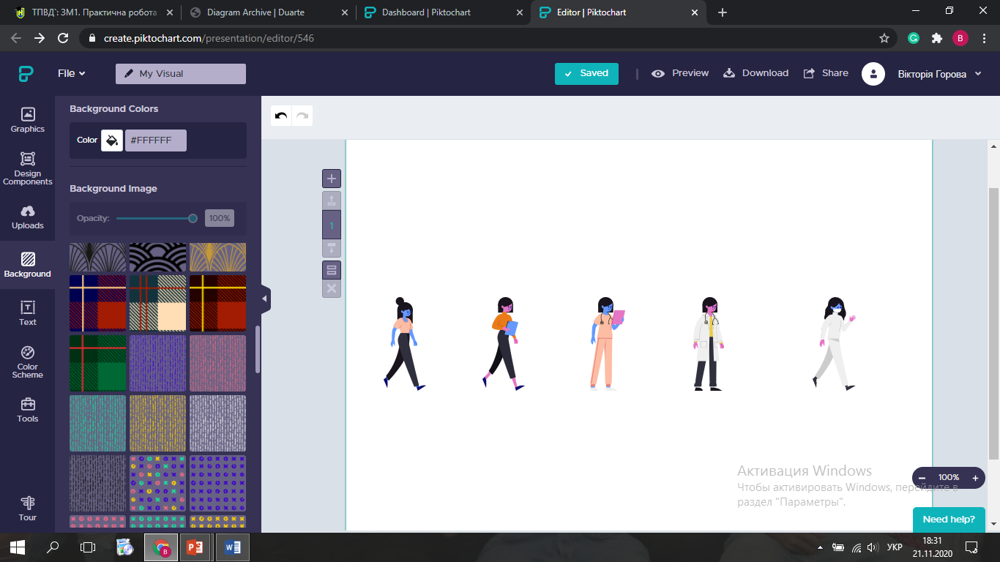 ТПВД`: ЗМ1. Практична робота
Diagram Archive | Duarte
Dashboard | Piktochart
Editor | Piktochart
create.piktochart.com/presentation/editor/546
G
B
File
My Visual
Saved
Preview
Download
Share
Вікторія Горова
Graphics
Design
Components
Uploads
Background
Text
Color
Scheme
Tools
Tour
Background Colors
Color
#FFFFFF
Background Image
Opacity:
100%
1
Активация Windows
Чтобы активировать Windows, перейдите в
раздел "Параметры".
100%
Need help?
B
УКР
18:31
21.11.2020